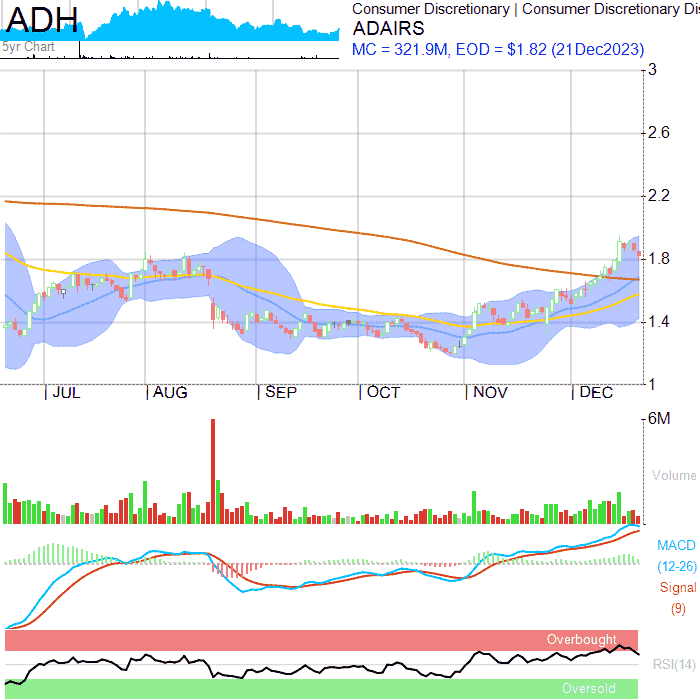 ADH
5yr Chart
Consumer Discretionary | Consumer Discretionary Dis
ADAIRS
MC = 321.9M, EOD = $1.82 (21Dec2023)
3
2.6
2.2
1.8
1.4
1
JUL AUG SEP OCT NOV DEC
6M
Volume
MACD
(12-26)
Signal
(9)
Overbought
RSI(14)
Oversold